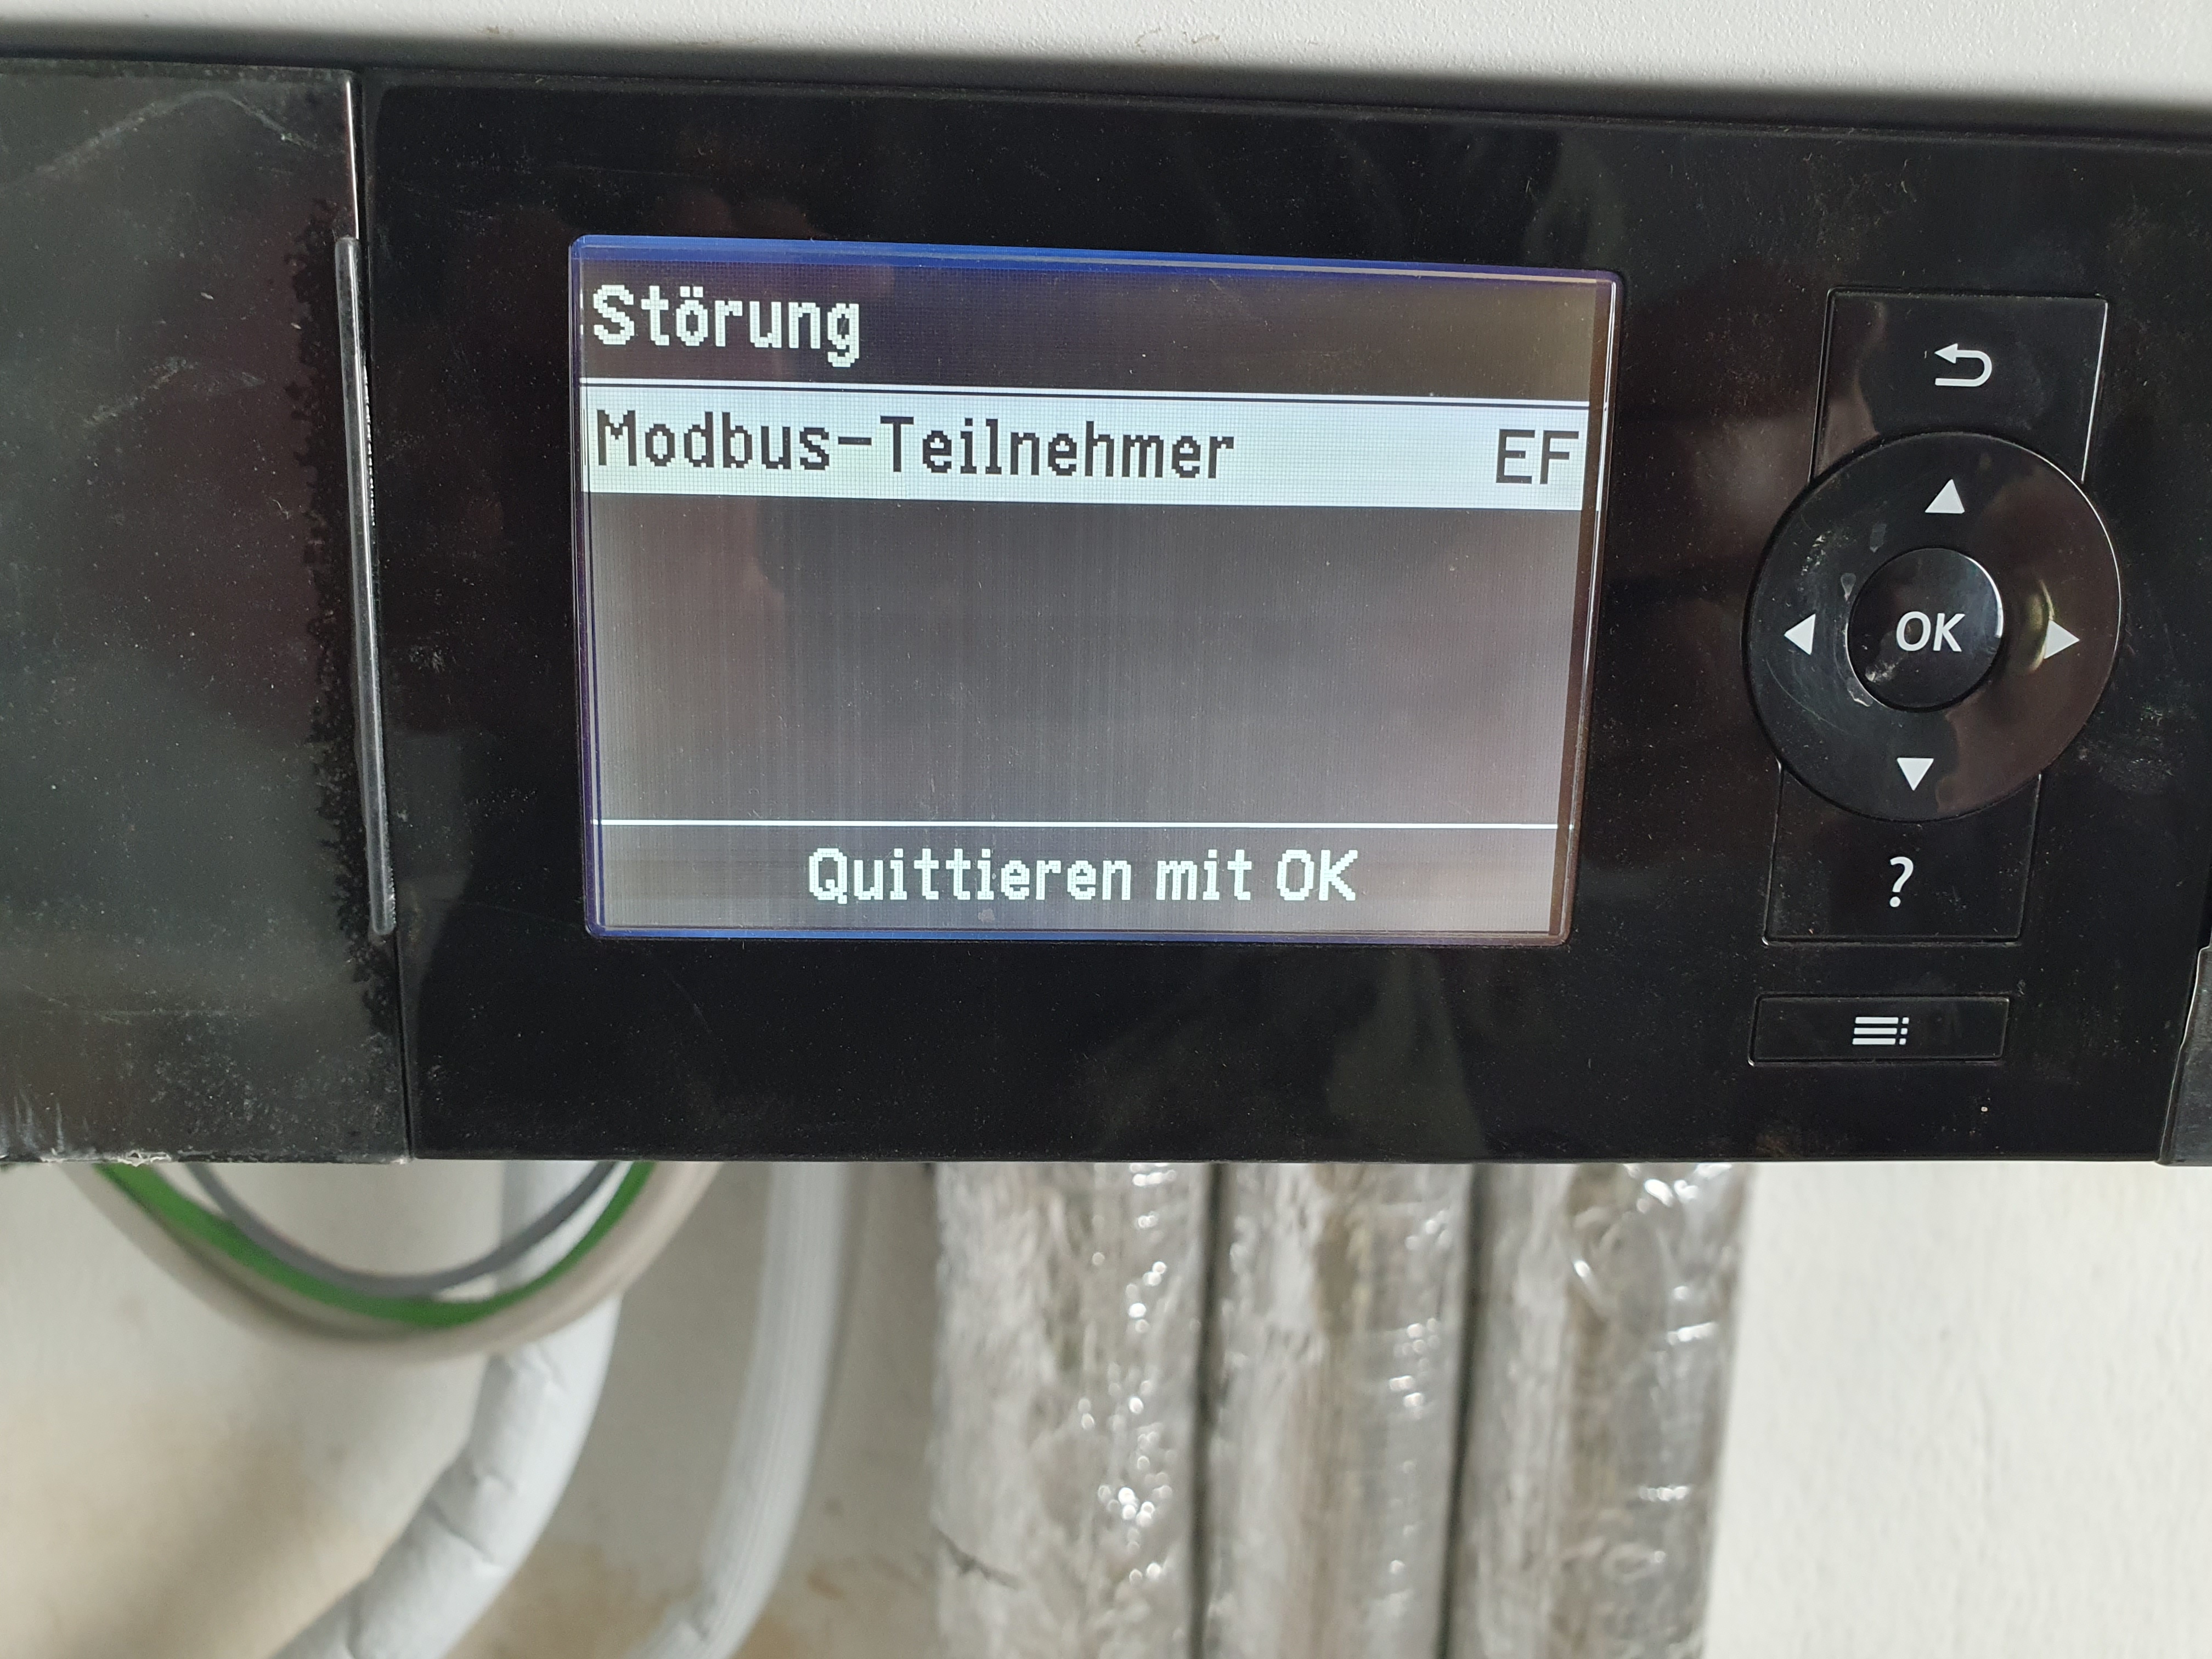 Störung
Modbus-Teilnehmer EF
Quittieren mit OK
OK
?